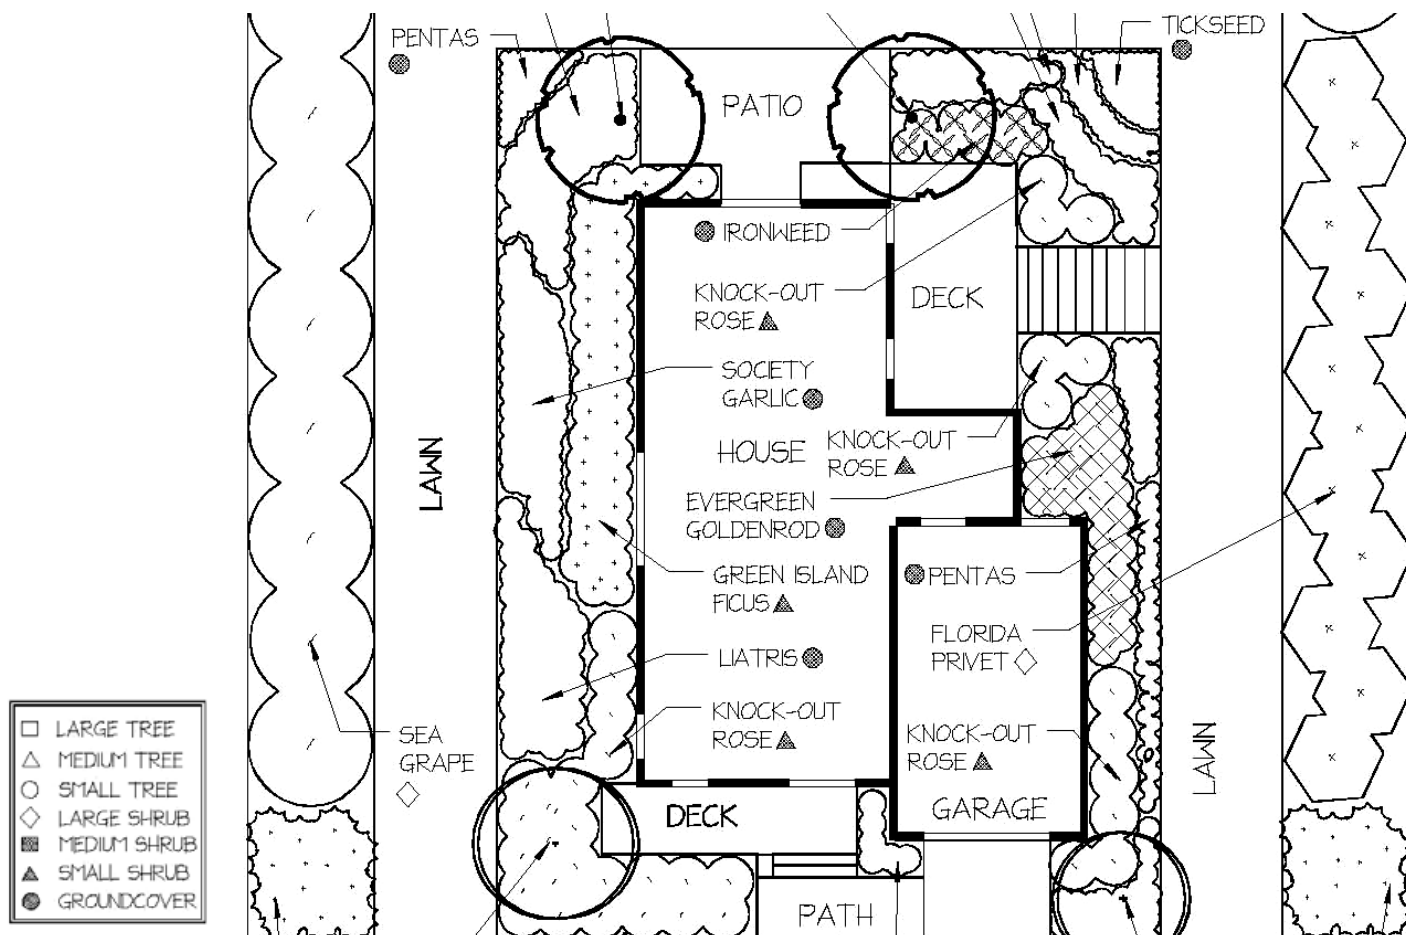 PENTAS
TICKSEED
PATIO
IRONWEED
KNOCK-OUT
ROSE
DECK
SOCIETY
GARLIC
HOUSE
KNOCK-OUT
ROSE
LAWN
EVERGREEN
GOLDENROD
GREEN ISLAND
FICUS
PENTAS
FLORIDA
PRIVET
LIATRIS
KNOCK-OUT
ROSE
KNOCK-OUT
ROSE
LAWN
SEA
GRAPE
DECK
GARAGE
PATH
LARGE TREE
MEDIUM TREE
SMALL TREE
LARGE SHRUB
MEDIUM SHRUB
SMALL SHRUB
GROUNDCOVER